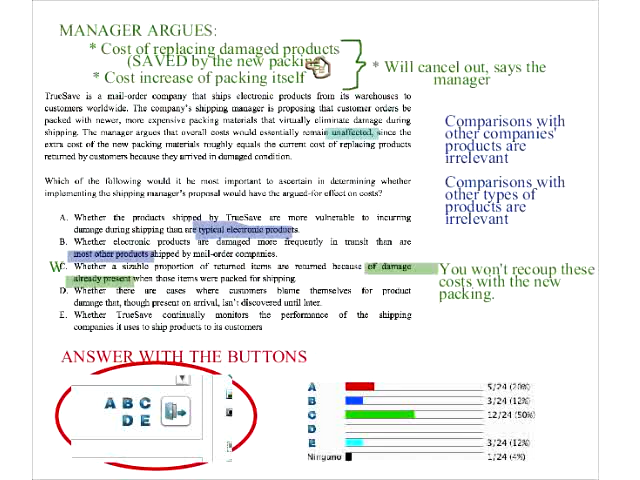 MANAGER ARGUES:
* Cost of replacing damaged products
(SAVED by the new packing
* Cost increase of packing itself
* Will cancel out, says the
manager
TrueSave is a mail-order company that ships electronic products from its warehouses to
customers worldwide. The company's shipping manager is proposing that customer orders be
packed with newer, more expensive packing materials that virtually eliminate damage during
shipping. The manager argues that overall costs would essentially remain unaffected, since the
extra cost of the new packing materials roughly equals the current cost of replacing products
returned by customers because they arrived in damaged condition.
Comparisons with
other companies'
products are
irrelevant
Comparisons with
other types of
products are
irrelevant
Which of the following would it be most important to ascertain in determining whether
implementing the shipping manager's proposal would have the argued-for effect on costs?
A. Whether the products shipped by TrueSave are more vulnerable to incurring
damage during shipping than are typical electronic products.
B. Whether electronic products are damaged more frequently in transit than are
most other products shipped by mail-order companies.
C. Whether a sizable proportion of returned items are returned because of damage
already present when those items were packed for shipping.
D. Whether there are cases where customers blame themselves for product
damage that, though present on arrival, isn't discovered until later.
E. Whether TrueSave continually monitors the performance of the shipping
companies it uses to ship products to its customers
You won't recoup these
costs with the new
packing.
ANSWER WITH THE BUTTONS
A B C
D E
A 5/24 (20%)
B 3/24 (12%)
C 12/24 (50%)
D
E 3/24 (12%)
Ninguno 1/24 (4%)